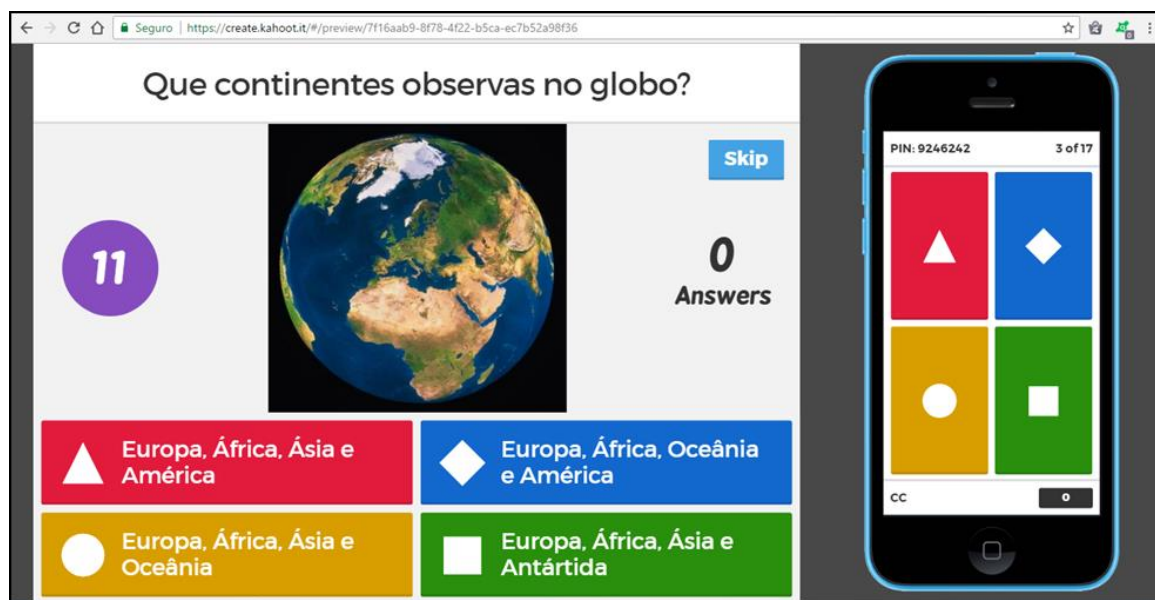 Seguro | https://create.kahoot.it/#/preview/7f16aab9-8f78-4f22-b5ca-ec7b52a98f36
Que continentes observas no globo?
Skip
11
0
Answers
Europa, África, Ásia e
América
Europa, África, Oceânia
e América
Europa, África, Ásia e
Oceânia
Europa, África, Ásia e
Antártida
PIN: 9246242
3 of 17
CC
0